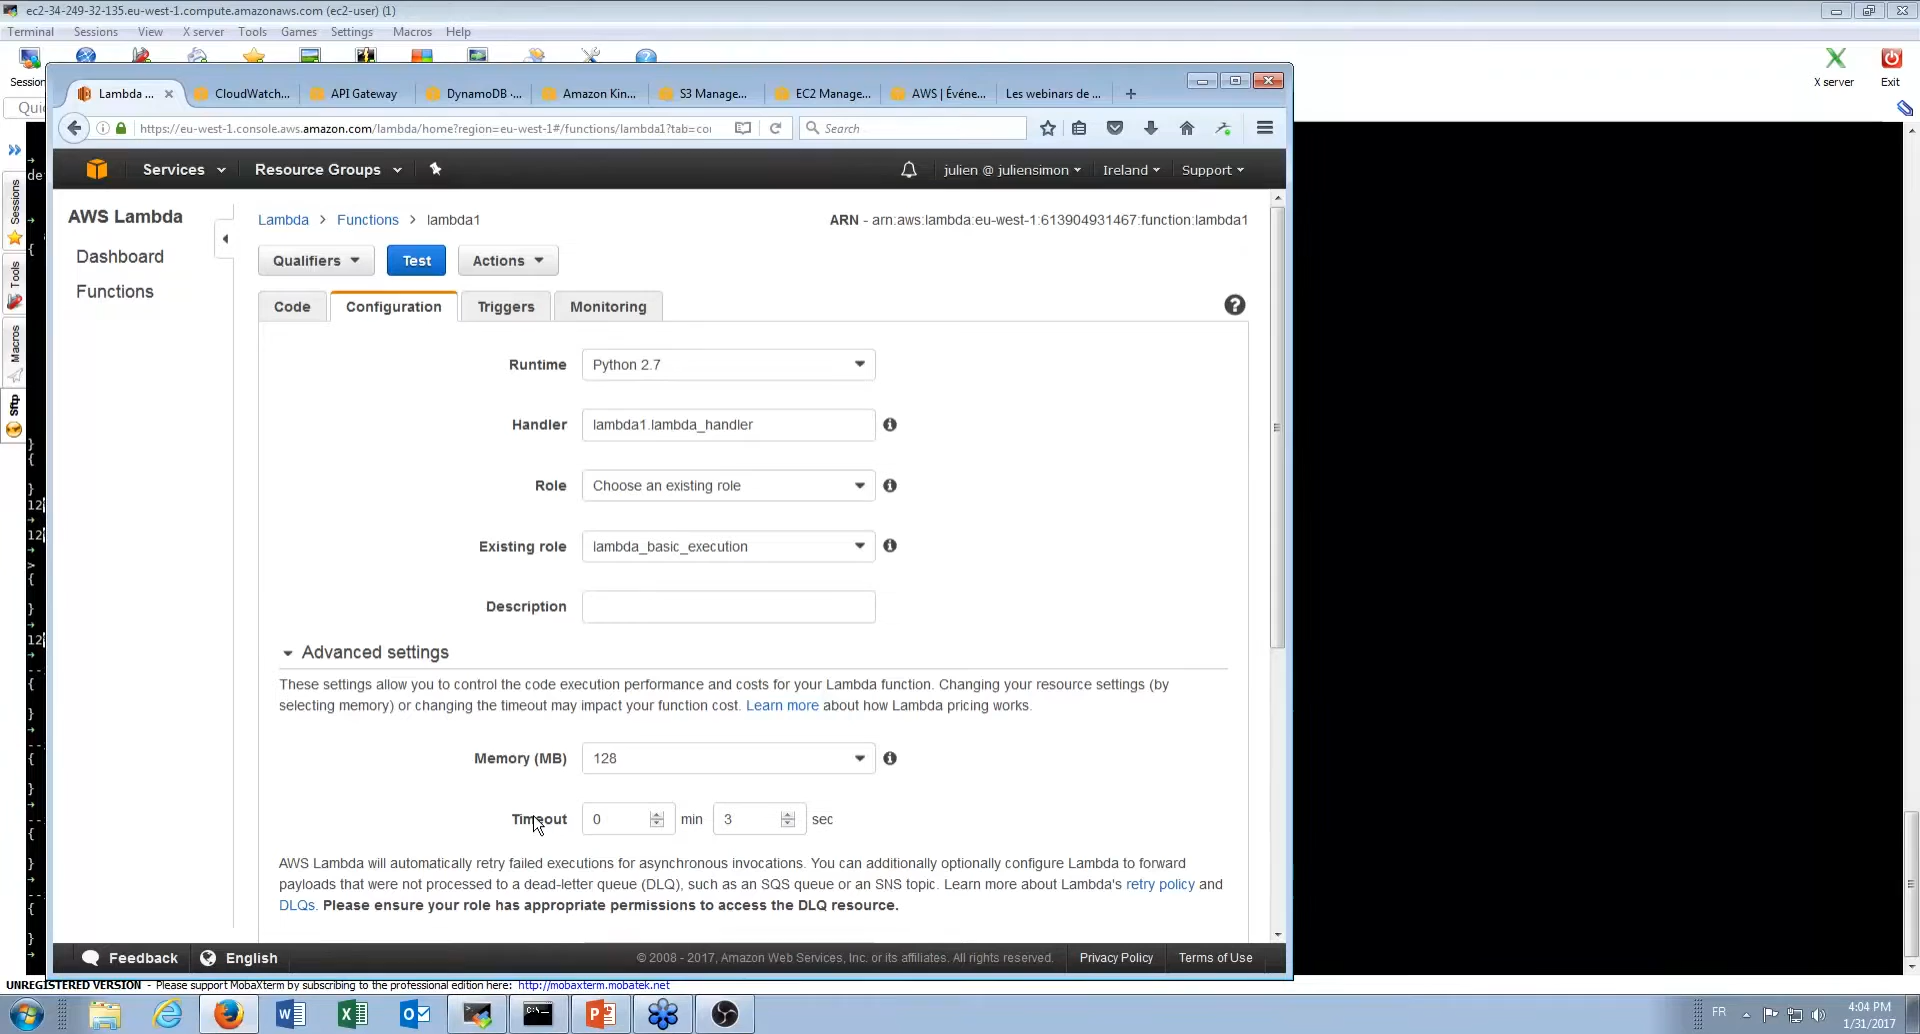 ec2-34-249-32-135.eu-west-1.compute.amazonaws.com (ec2-user) (1)
Terminal Sessions View X server Tools Games Settings Macros Help
Session
X server Exit
Lambda ... CloudWatch... API Gateway DynamoDB ·... Amazon Kin... S3 Manage... EC2 Manage... AWS | Événe... Les webinars de ...
https://eu-west-1.console.aws.amazon.com/lambda/home?region=eu-west-1#/functions/lambda1?tab=co
Search
Services Resource Groups julien @ juliensimon Ireland Support
Sessions
Tools
Macros
Sftp
AWS Lambda
Dashboard
Functions
Lambda > Functions > lambda1
ARN - arn:aws:lambda:eu-west-1:613904931467:function:lambda1
Qualifiers Test Actions
Code Configuration Triggers Monitoring
Runtime Python 2.7
Handler lambda1.lambda_handler
Role Choose an existing role
Existing role lambda_basic_execution
Description
Advanced settings
These settings allow you to control the code execution performance and costs for your Lambda function. Changing your resource settings (by
selecting memory) or changing the timeout may impact your function cost. Learn more about how Lambda pricing works.
Memory (MB) 128
Timeout 0 min 3 sec
AWS Lambda will automatically retry failed executions for asynchronous invocations. You can additionally optionally configure Lambda to forward
payloads that were not processed to a dead-letter queue (DLQ), such as an SQS queue or an SNS topic. Learn more about Lambda's retry policy and
DLQs. Please ensure your role has appropriate permissions to access the DLQ resource.
Feedback English © 2008 - 2017, Amazon Web Services, Inc. or its affiliates. All rights reserved. Privacy Policy Terms of Use
UNREGISTERED VERSION - Please support MobaXterm by subscribing to the professional edition here: http://mobaxterm.mobatek.net
FR
4:04 PM
1/31/2017